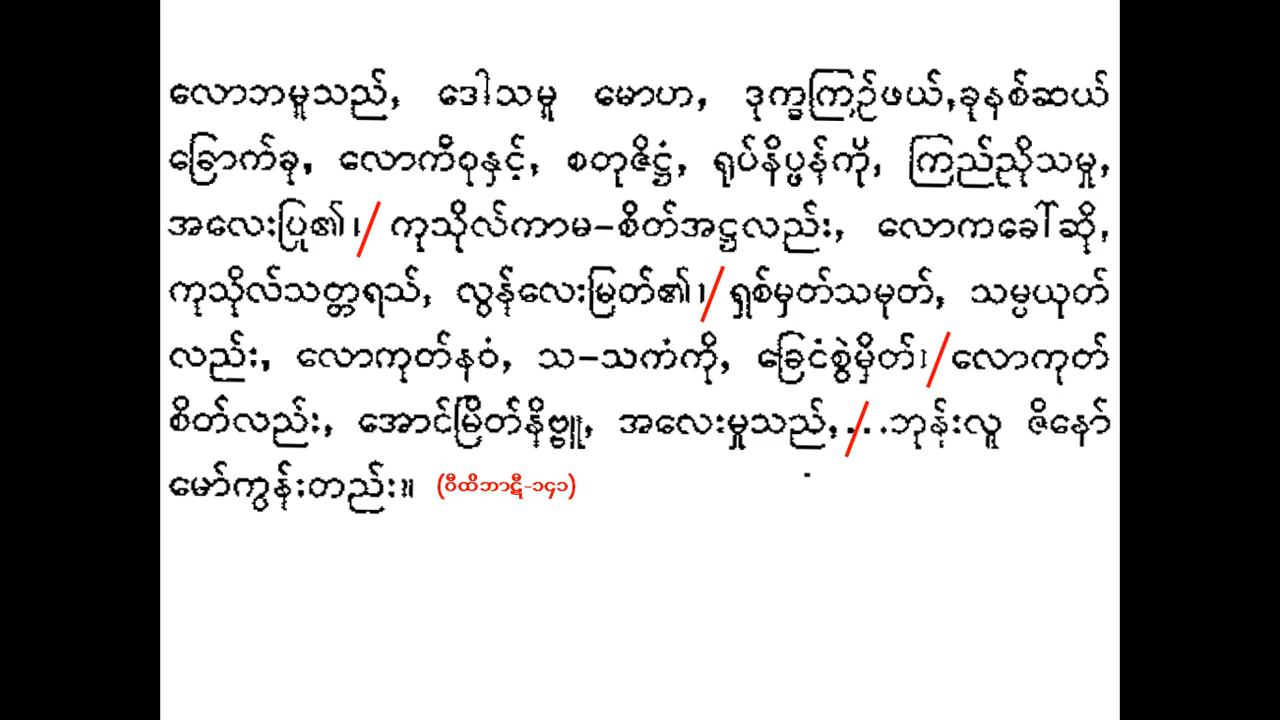 လောဘမူသည်, ဒေါသမူ မောဟ, ဒုက္ခကြဉ်ဖယ်,ခုနစ်ဆယ်
ခြောက်ခု, လောကီစုနှင့်, စတုဇိဋ္ဌံ, ရုပ်နိပ္ဖန်ကို, ကြည်ညိုသမှု,
အလေးပြု၏၊/ ကုသိုလ်ကာမ-စိတ်အဋ္ဌလည်း, လောကခေါ်ဆို,
ကုသိုလ်သတ္တရသ်, လွန်လေးမြတ်၏၊/ ရှစ်မှတ်သမုတ်, သမ္ပယုတ်
လည်း, လောကုတ်နဝံ, သ-သကံကို, ခြေငံစွဲမှိတ်၊/ လောကုတ်
စိတ်လည်း, အောင်မြိတ်နိဗ္ဗူ, အလေးမှုသည်,./..ဘုန်းလူ ဇိနော်
မော်ကွန်းတည်း။ (ဝီထိဘာဋီ-၁၄၁)